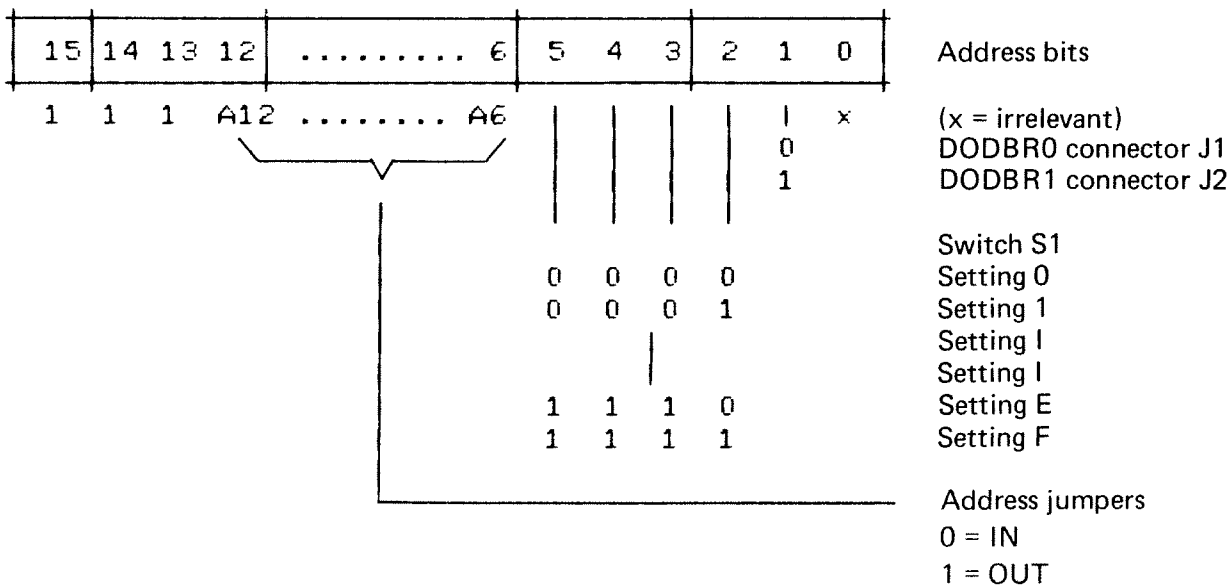 15 14 13 12 ......... 6 5 4 3 2 1 0 Address bits
1 1 1 A12 ........ A6 x (x = irrelevant)
0 DODBR0 connector J1
1 DODBR1 connector J2
Switch S1
0 0 0 0 Setting 0
0 0 0 1 Setting 1
Setting I
Setting I
1 1 1 0 Setting E
1 1 1 1 Setting F
Address jumpers
0 = IN
1 = OUT